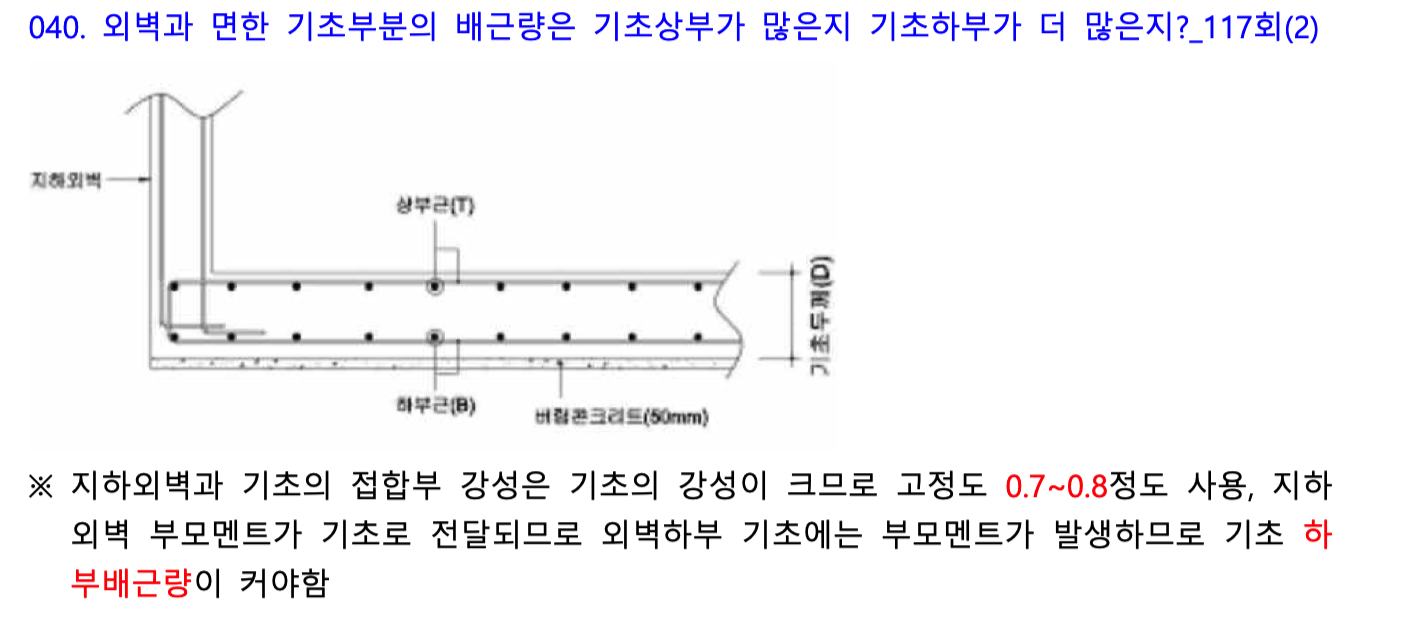 040. 외벽과 면한 기초부분의 배근량은 기초상부가 많은지 기초하부가 더 많은지?_117회(2)
지하외벽
상부근(T)
기초두께(D)
하부근(B)
버림콘크리트(50mm)
※ 지하외벽과 기초의 접합부 강성은 기초의 강성이 크므로 고정도 0.7~0.8정도 사용, 지하
외벽 부모멘트가 기초로 전달되므로 외벽하부 기초에는 부모멘트가 발생하므로 기초 하
부배근량이 커야함